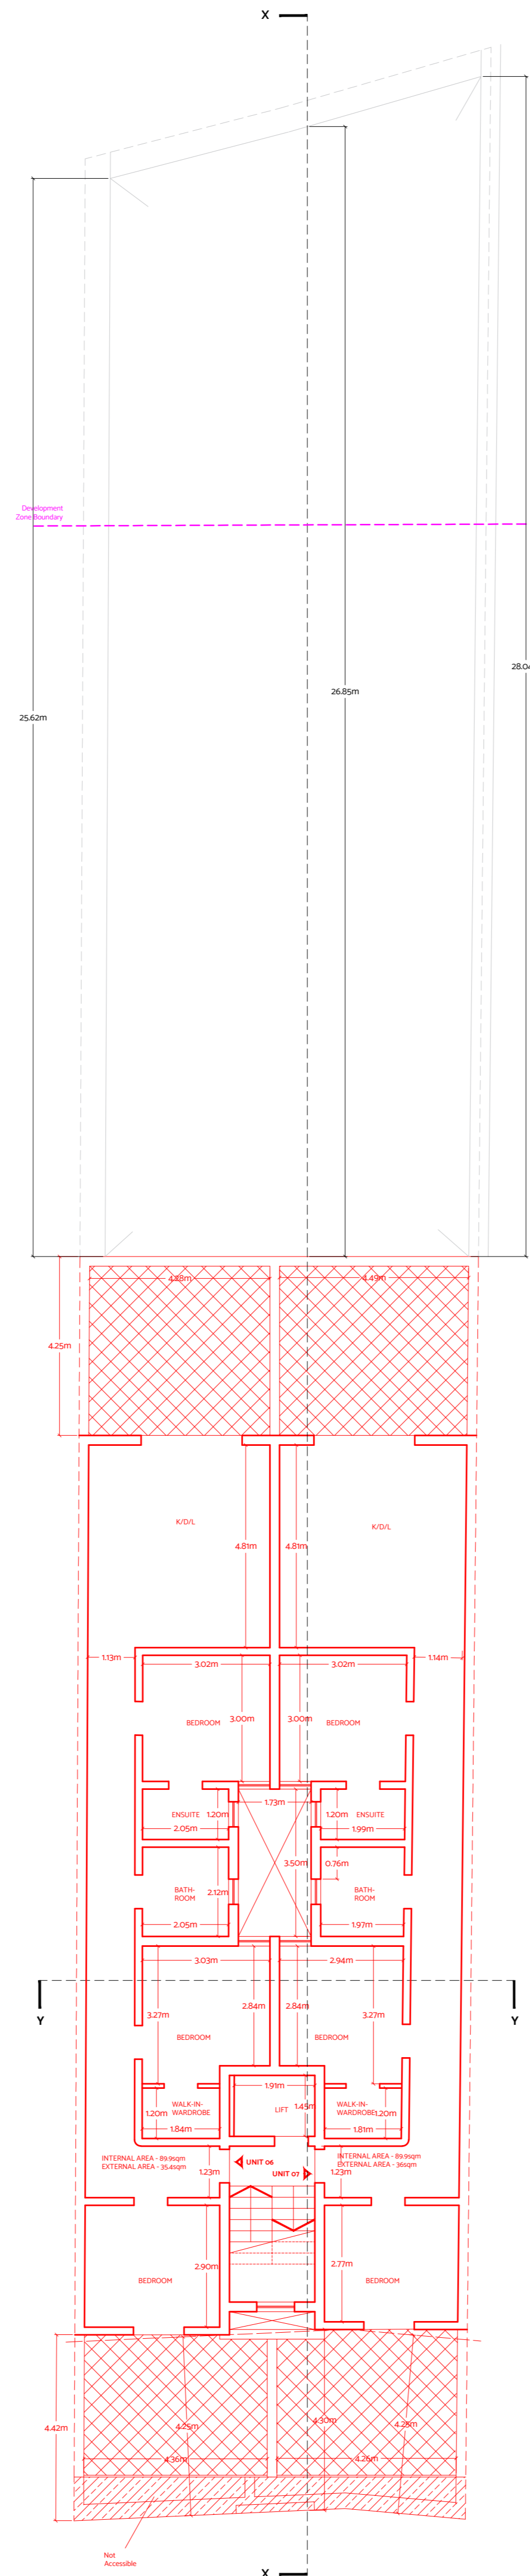 X
Development
Zone Boundary
28.04
26.85m
25.62m
4.28m
4.49m
4.25m
K/D/L
K/D/L
4.81m
4.81m
1.13m
3.02m
3.02m
1.14m
3.00m
3.00m
BEDROOM
BEDROOM
1.73m
ENSUITE
1.20m
1.20m
ENSUITE
2.05m
1.99m
3.50m
0.76m
BATH-
ROOM
2.12m
BATH-
ROOM
2.05m
1.97m
3.03m
2.94m
3.27m
2.84m
2.84m
3.27m
Y
Y
BEDROOM
BEDROOM
1.91m
WALK-IN-
WARDROBE
1.20m
LIFT
1.45m
WALK-IN-
WARDROBE
1.20m
1.84m
1.81m
INTERNAL AREA - 89.9sqm
EXTERNAL AREA - 35.4sqm
INTERNAL AREA - 89.9sqm
EXTERNAL AREA - 36sqm
UNIT 06
UNIT 07
1.23m
1.23m
2.90m
2.77m
BEDROOM
BEDROOM
4.42m
4.25m
4.30m
4.36m
4.26m
Not
Accessible
X